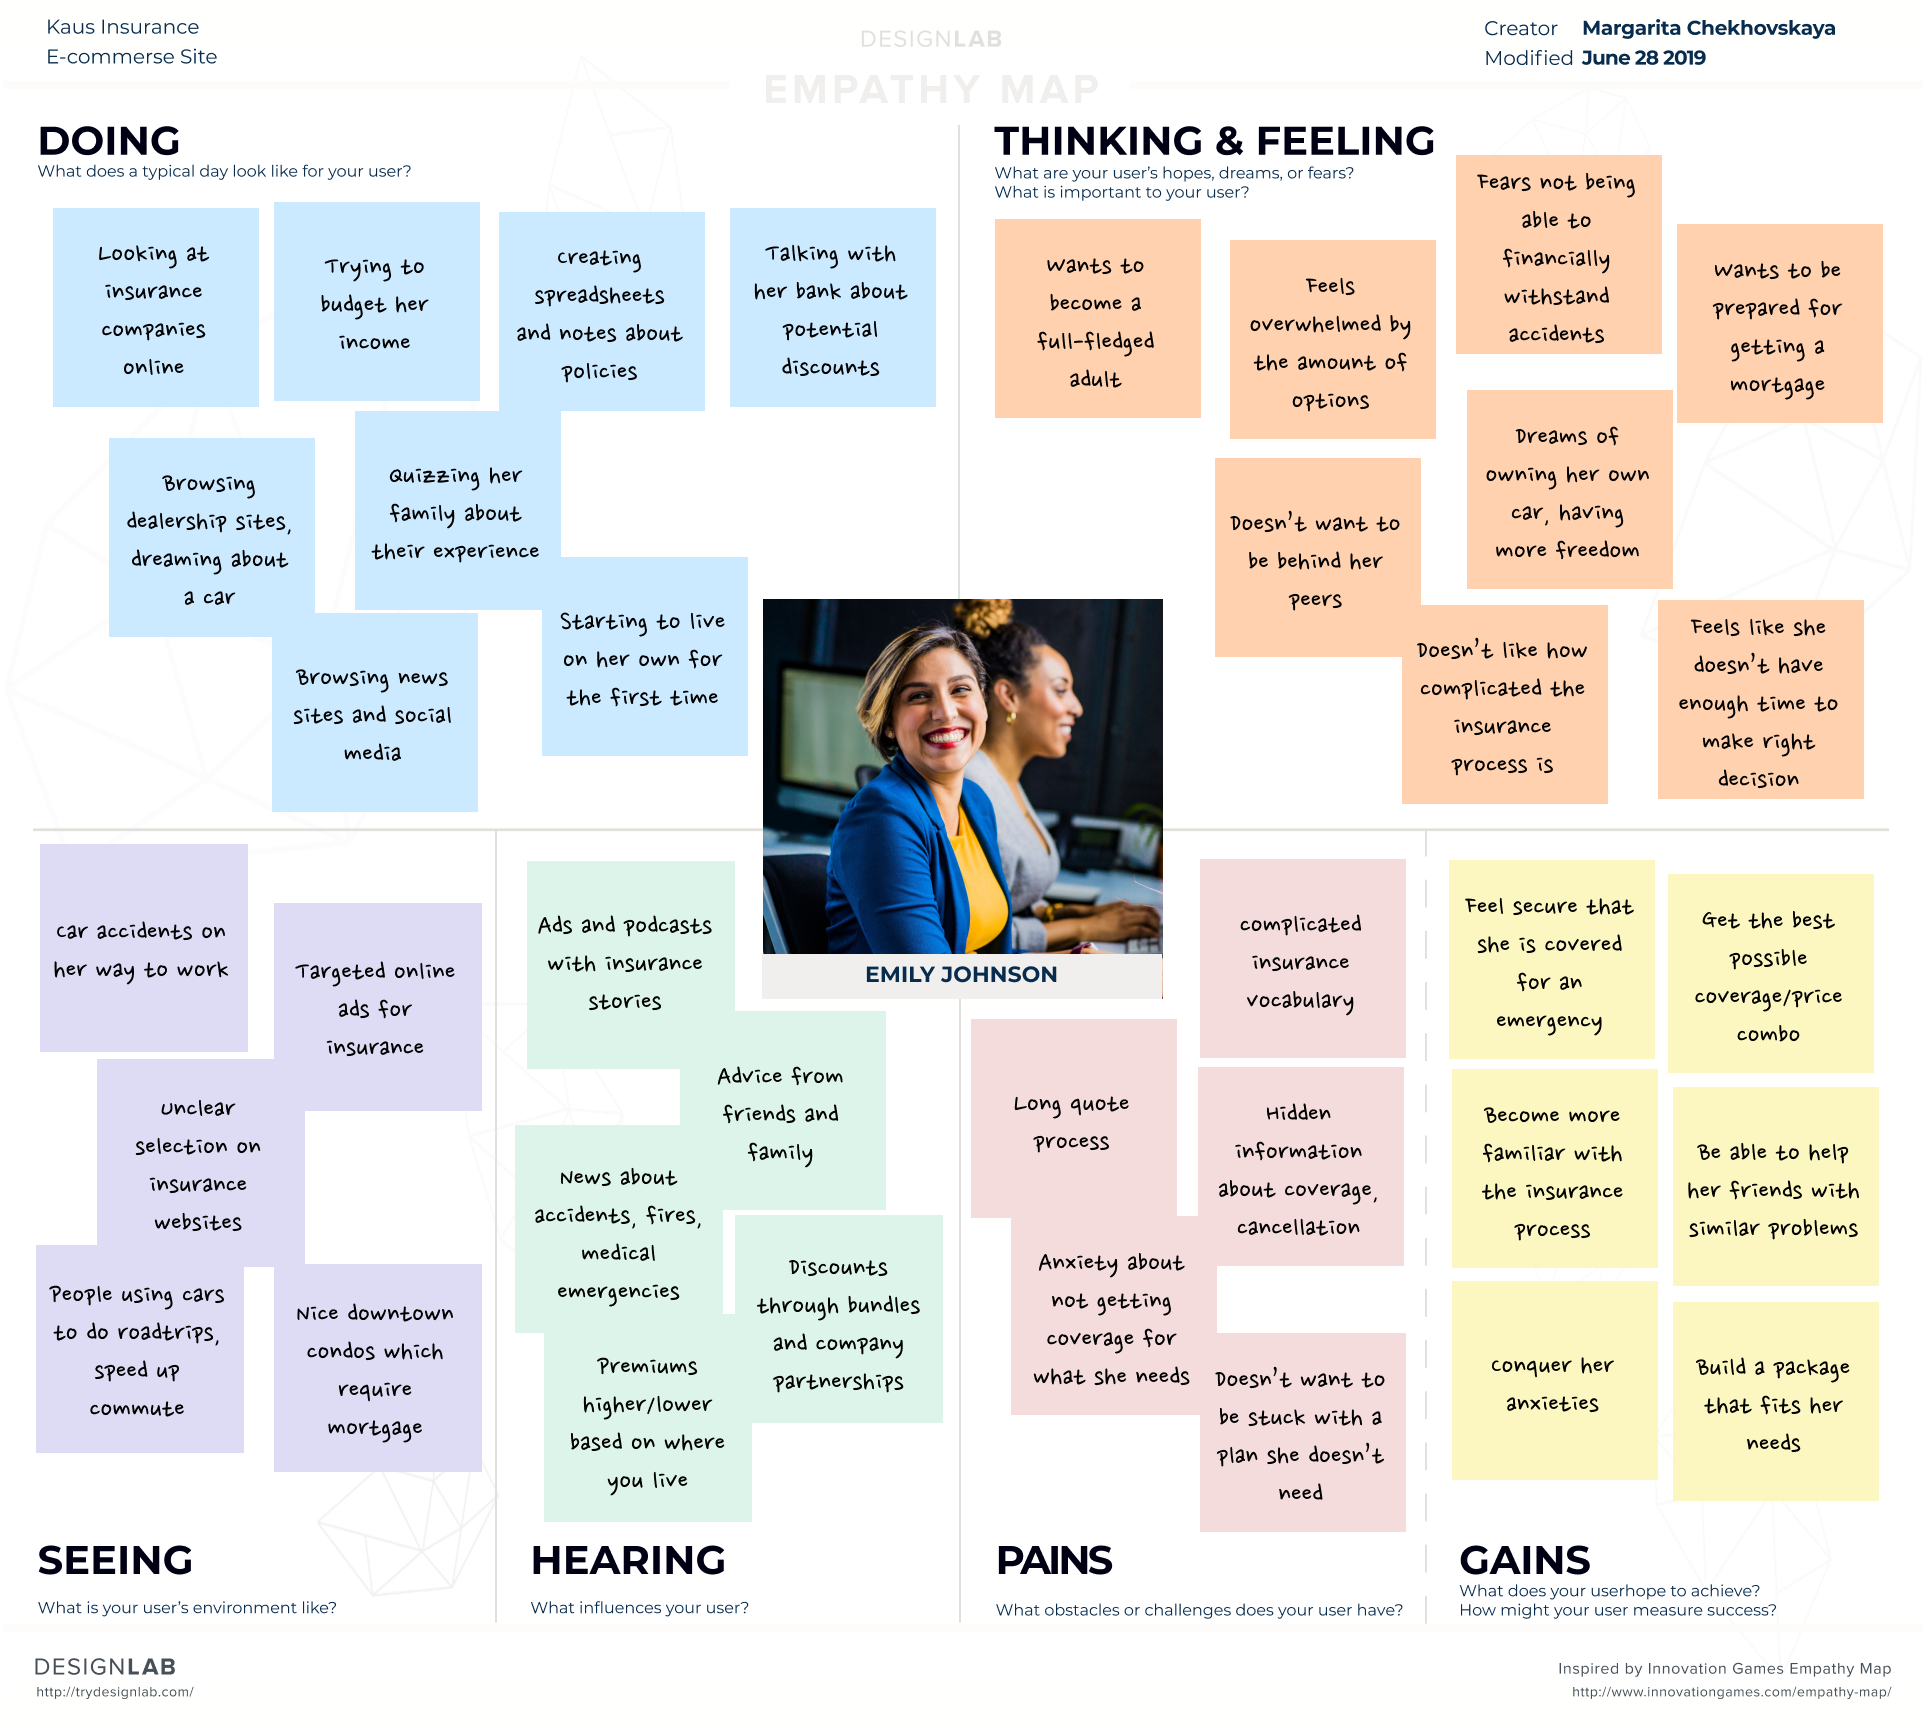 Kaus Insurance
E-commerse Site
DESIGNLAB
EMPATHY MAP
Creator Margarita Chekhovskaya
Modified June 28 2019
DOING
What does a typical day look like for your user?
Looking at
insurance
companies
online
Trying to
budget her
income
Creating
spreadsheets
and notes about
policies
Talking with
her bank about
potential
discounts
Browsing
dealership sites,
dreaming about
a car
Quizzing her
family about
their experience
Browsing news
sites and social
media
Starting to live
on her own for
the first time
THINKING & FEELING
What are your user's hopes, dreams, or fears?
What is important to your user?
Wants to
become a
full-fledged
adult
Feels
overwhelmed by
the amount of
options
Fears not being
able to
financially
withstand
accidents
Wants to be
prepared for
getting a
mortgage
Doesn't want to
be behind her
peers
Dreams of
owning her own
car, having
more freedom
Doesn't like how
complicated the
insurance
process is
Feels like she
doesn't have
enough time to
make right
decision
EMILY JOHNSON
Car accidents on
her way to work
Targeted online
ads for
insurance
Unclear
selection on
insurance
websites
People using cars
to do roadtrips,
speed up
commute
Nice downtown
condos which
require
mortgage
SEEING
What is your user's environment like?
Ads and podcasts
with insurance
stories
Advice from
friends and
family
News about
accidents, fires,
medical
emergencies
Discounts
through bundles
and company
partnerships
Premiums
higher/lower
based on where
you live
HEARING
What influences your user?
Complicated
insurance
vocabulary
Long quote
process
Hidden
information
about coverage,
cancellation
Anxiety about
not getting
coverage for
what she needs
Doesn't want to
be stuck with a
plan she doesn't
need
PAINS
What obstacles or challenges does your user have?
Feel secure that
she is covered
for an
emergency
Get the best
possible
coverage/price
combo
Become more
familiar with
the insurance
process
Be able to help
her friends with
similar problems
Conquer her
anxieties
Build a package
that fits her
needs
GAINS
What does your userhope to achieve?
How might your user measure success?
DESIGNLAB
http://trydesignlab.com/
Inspired by Innovation Games Empathy Map
http://www.innovationgames.com/empathy-map/